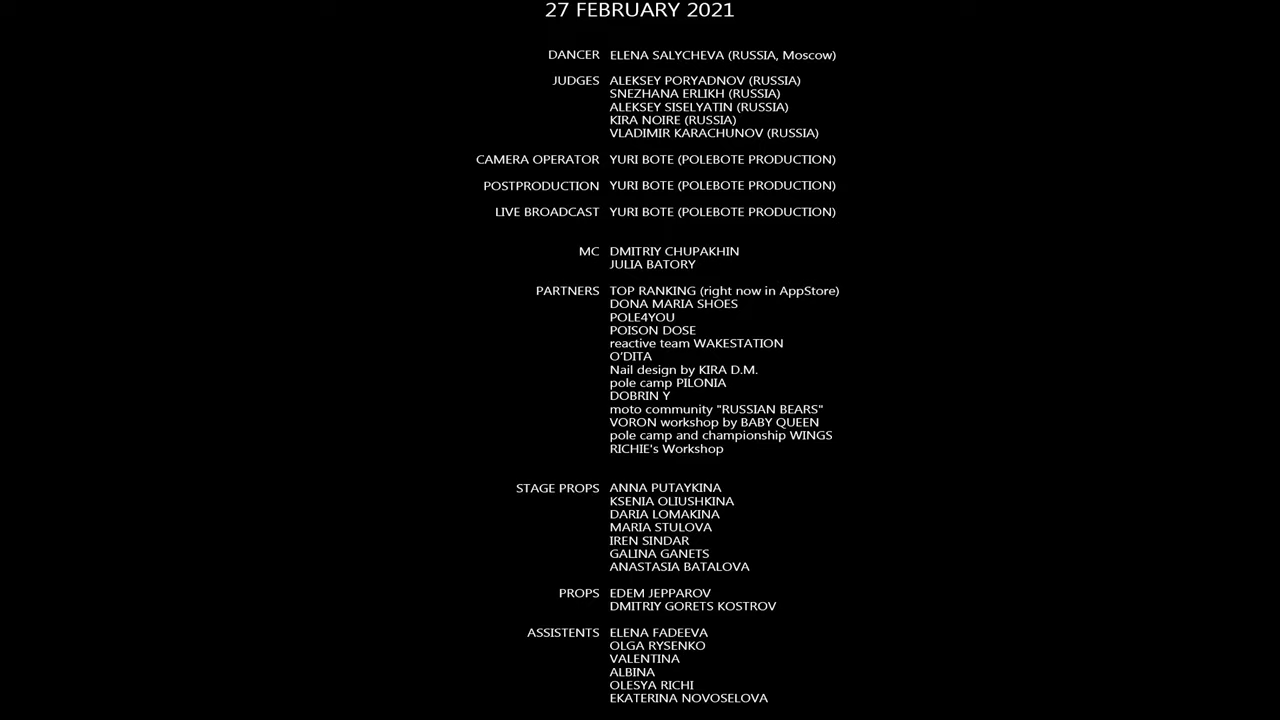 27 FEBRUARY 2021
DANCER ELENA SALYCHEVA (RUSSIA, Moscow)
JUDGES ALEKSEY PORYADNOV (RUSSIA)
SNEZHANA ERLIKH (RUSSIA)
ALEKSEY SISELYATIN (RUSSIA)
KIRA NOIRE (RUSSIA)
VLADIMIR KARACHUNOV (RUSSIA)
CAMERA OPERATOR YURI BOTE (POLEBOTE PRODUCTION)
POSTPRODUCTION YURI BOTE (POLEBOTE PRODUCTION)
LIVE BROADCAST YURI BOTE (POLEBOTE PRODUCTION)
MC DMITRIY CHUPAKHIN
JULIA BATORY
PARTNERS TOP RANKING (right now in AppStore)
DONA MARIA SHOES
POLE4YOU
POISON DOSE
reactive team WAKESTATION
O'DITA
Nail design by KIRA D.M.
pole camp PILONIA
DOBRIN Y
moto community "RUSSIAN BEARS"
VORON workshop by BABY QUEEN
pole camp and championship WINGS
RICHIE's Workshop
STAGE PROPS ANNA PUTAYKINA
KSENIA OLIUSHKINA
DARIA LOMAKINA
MARIA STULOVA
IREN SINDAR
GALINA GANETS
ANASTASIA BATALOVA
PROPS EDEM JEPPAROV
DMITRIY GORETS KOSTROV
ASSISTENTS ELENA FADEEVA
OLGA RYSENKO
VALENTINA
ALBINA
OLESYA RICHI
EKATERINA NOVOSELOVA